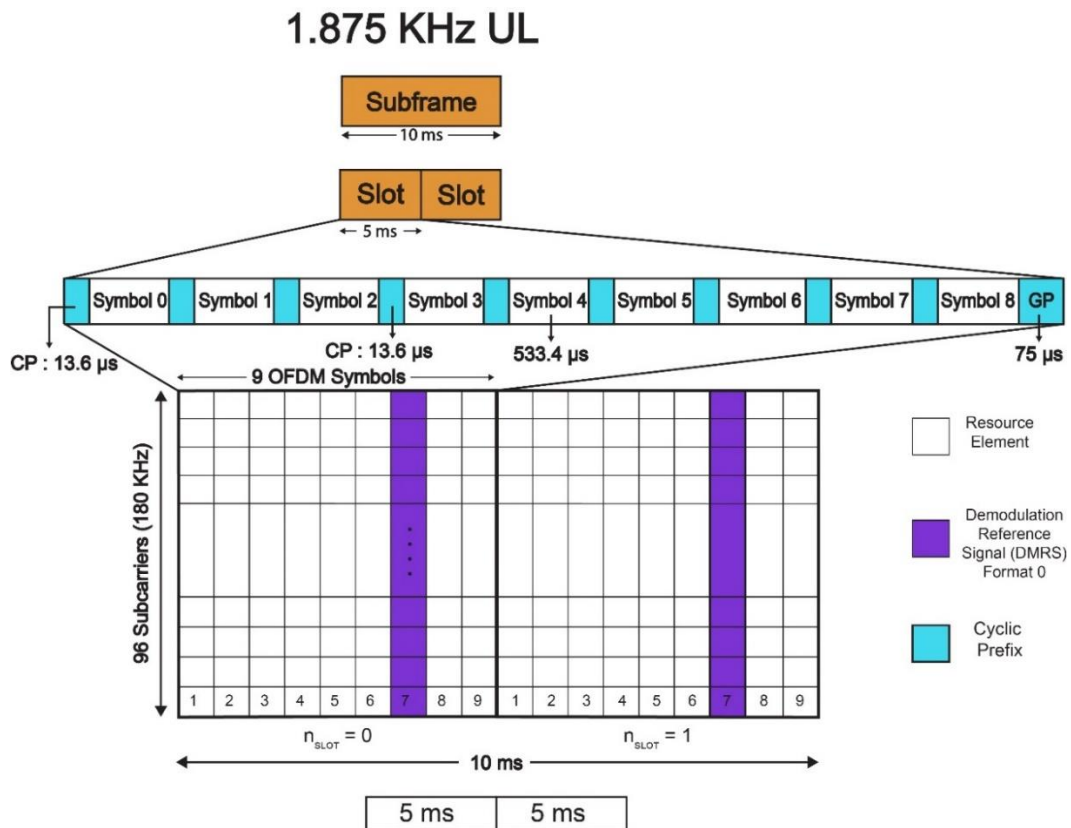 1.875 KHz UL
Subframe
10 ms
Slot Slot
5 ms
Symbol 0 Symbol 1 Symbol 2 Symbol 3 Symbol 4 Symbol 5 Symbol 6 Symbol 7 Symbol 8 GP
CP : 13.6 µs CP : 13.6 µs 533.4 µs 75 µs
9 OFDM Symbols
96 Subcarriers (180 KHz)
Resource
Element
Demodulation
Reference
Signal (DMRS)
Format 0
Cyclic
Prefix
1 2 3 4 5 6 7 8 9 1 2 3 4 5 6 7 8 9
nSLOT = 0 nSLOT = 1
10 ms
5 ms 5 ms